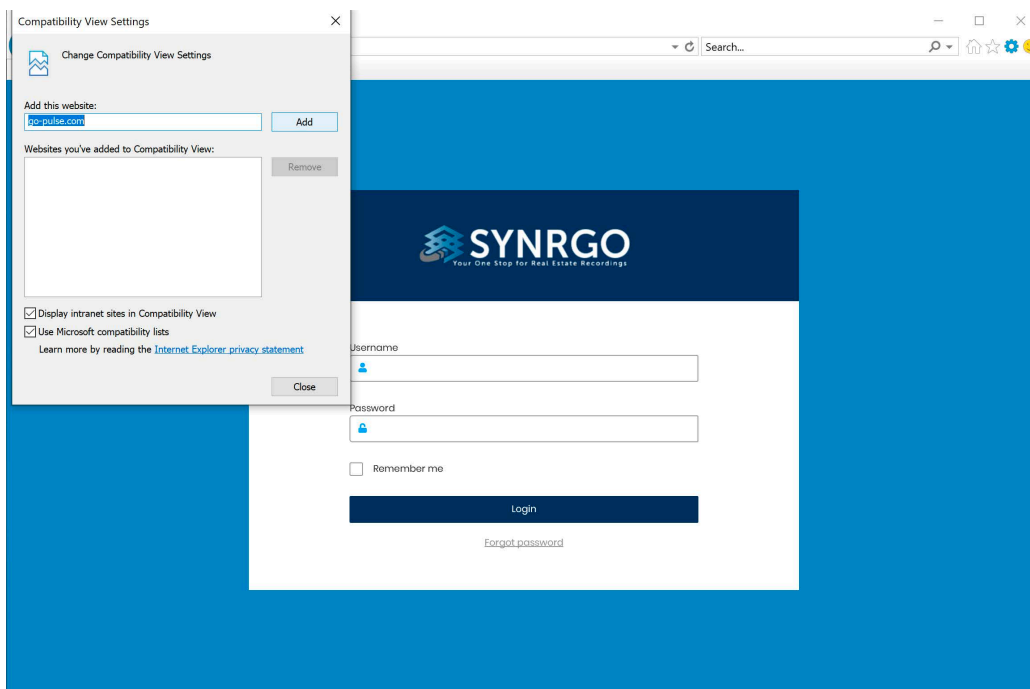 Compatibility View Settings
Change Compatibility View Settings
Add this website:
go-pulse.com
Add
Websites you've added to Compatibility View:
Remove
Display intranet sites in Compatibility View
Use Microsoft compatibility lists
Learn more by reading the Internet Explorer privacy statement
Close
Search...
SYNRGO
Your One Stop for Real Estate Recordings
Username
Password
Remember me
Login
Forgot password